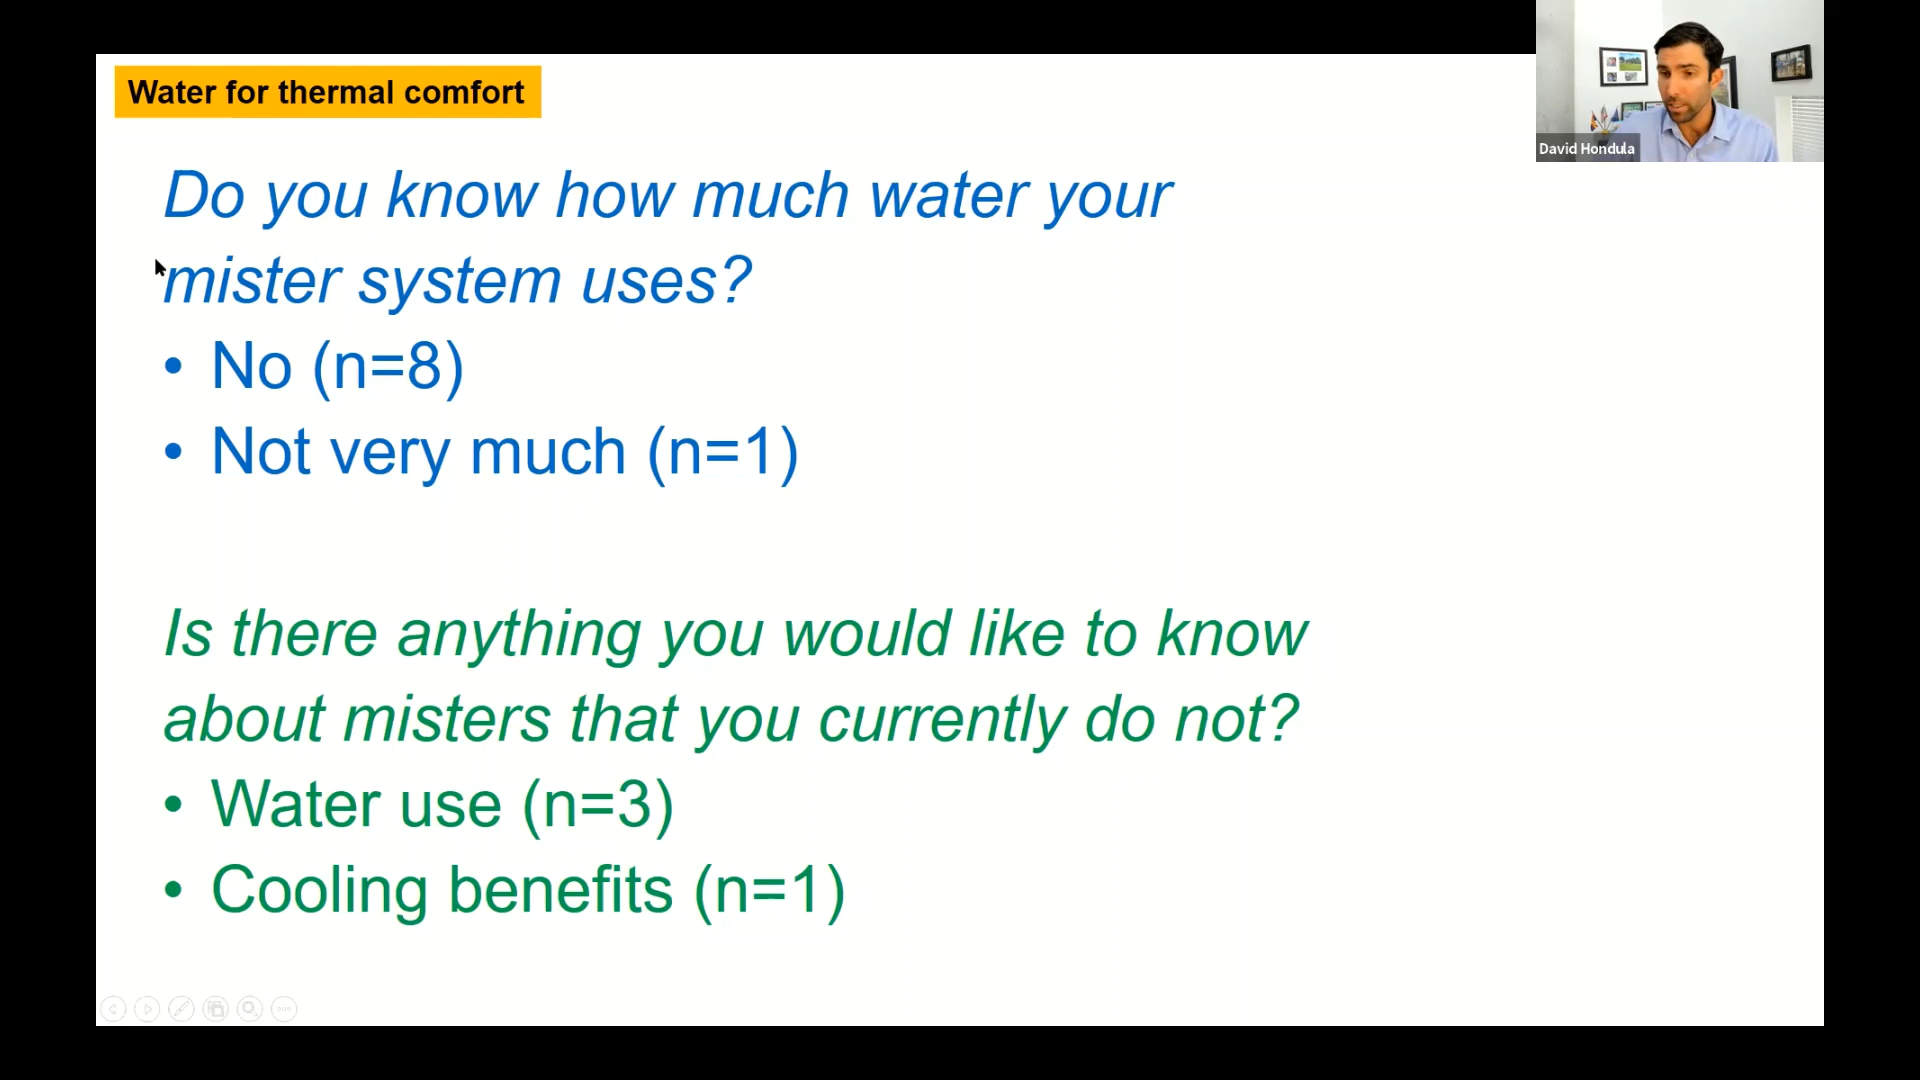 Water for thermal comfort
David Hondula
Do you know how much water your
mister system uses?
• No (n=8)
• Not very much (n=1)
Is there anything you would like to know
about misters that you currently do not?
• Water use (n=3)
• Cooling benefits (n=1)